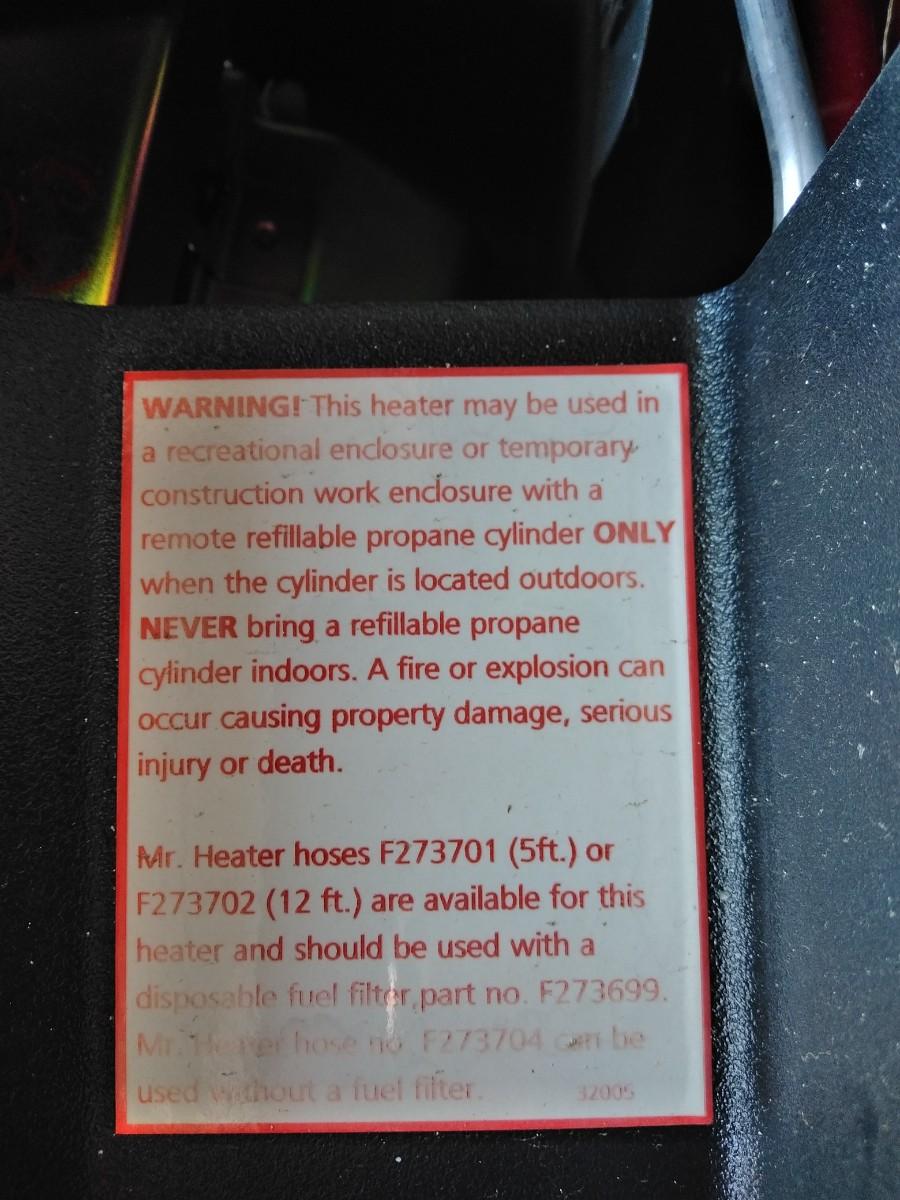 WARNING! This heater may be used in
a recreational enclosure or temporary
construction work enclosure with a
remote refillable propane cylinder ONLY
when the cylinder is located outdoors.
NEVER bring a refillable propane
cylinder indoors. A fire or explosion can
occur causing property damage, serious
injury or death.
Mr. Heater hoses F273701 (5ft.) or
F273702 (12 ft.) are available for this
heater and should be used with a
disposable fuel filter,part no. F273699.
Mr. Heater hose no. F273704 can be
used without a fuel filter. 32005